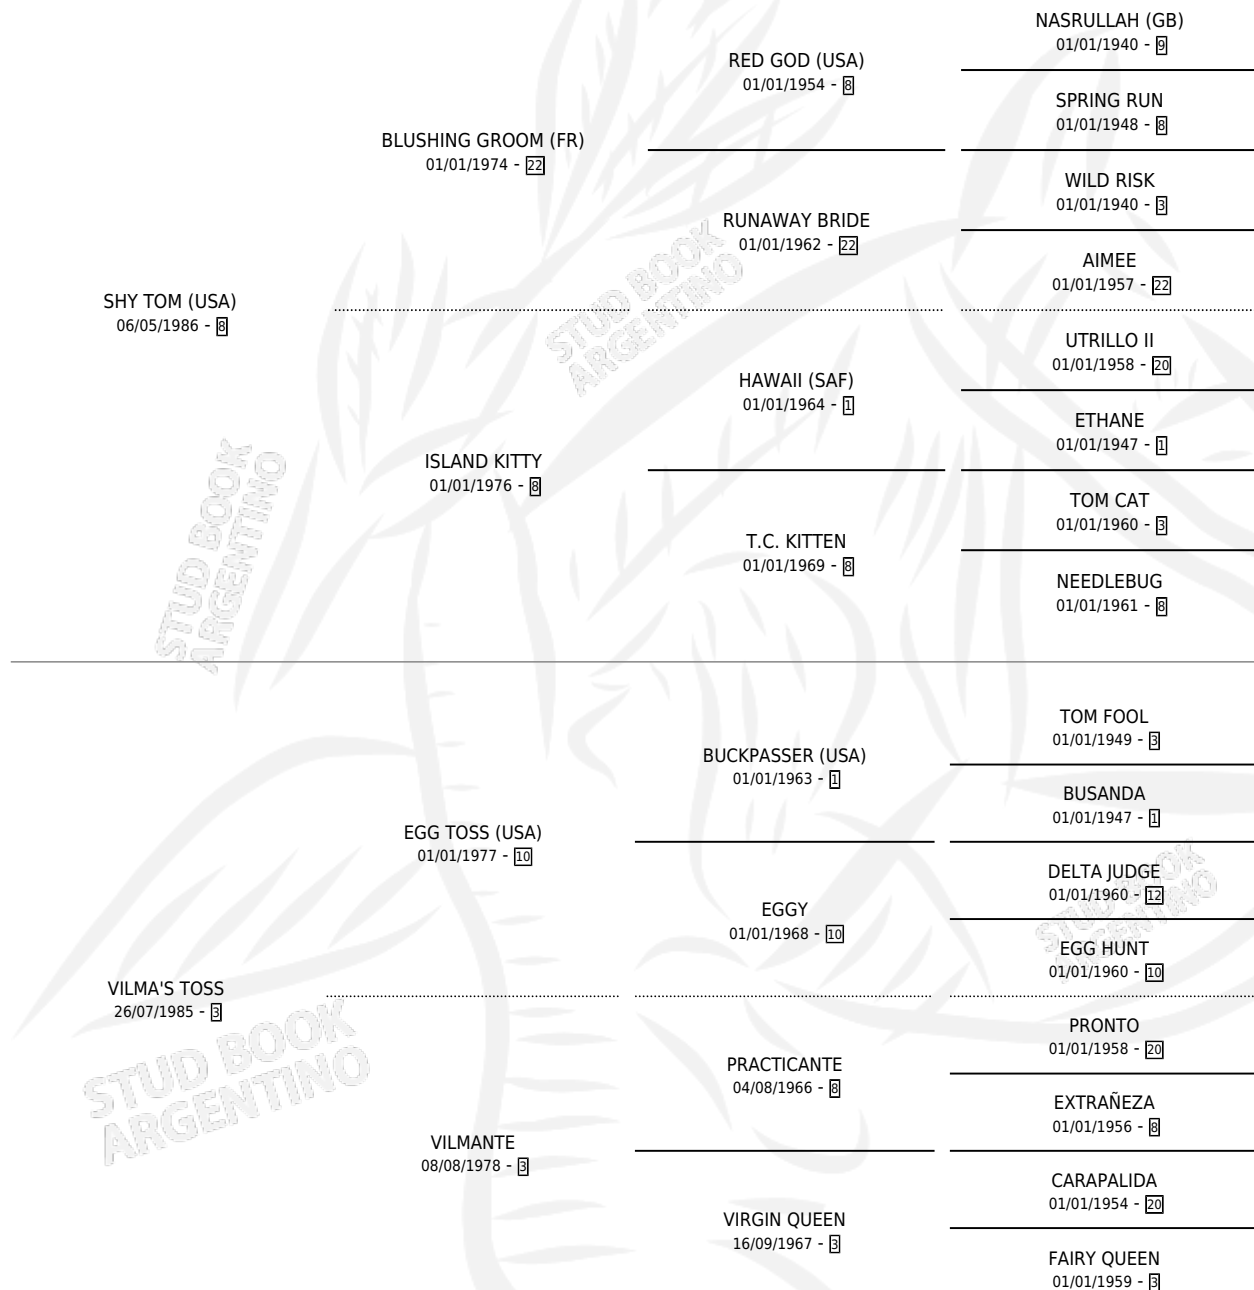 NASRULLAH (GB)
01/01/1940 - 9
RED GOD (USA)
01/01/1954 - 8
SPRING RUN
01/01/1948 - 8
BLUSHING GROOM (FR)
01/01/1974 - 22
WILD RISK
01/01/1940 - 3
RUNAWAY BRIDE
01/01/1962 - 22
AIMEE
01/01/1957 - 22
SHY TOM (USA)
06/05/1986 - 8
STUD BOOK
ARGENTINO
UTRILLO II
01/01/1958 - 20
HAWAII (SAF)
01/01/1964 - 1
ETHANE
01/01/1947 - 1
ISLAND KITTY
01/01/1976 - 8
TOM CAT
01/01/1960 - 3
T.C. KITTEN
01/01/1969 - 8
NEEDLEBUG
01/01/1961 - 8
STUD BOOK
ARGENTINO
TOM FOOL
01/01/1949 - 3
BUCKPASSER (USA)
01/01/1963 - 1
BUSANDA
01/01/1947 - 1
EGG TOSS (USA)
01/01/1977 - 10
DELTA JUDGE
01/01/1960 - 12
STUD BOOK
ARGENTINO
EGGY
01/01/1968 - 10
EGG HUNT
01/01/1960 - 10
VILMA'S TOSS
26/07/1985 - 3
STUD BOOK
ARGENTINO
PRONTO
01/01/1958 - 20
PRACTICANTE
04/08/1966 - 8
EXTRAÑEZA
01/01/1956 - 8
VILMANTE
08/08/1978 - 3
CARAPALIDA
01/01/1954 - 20
VIRGIN QUEEN
16/09/1967 - 3
FAIRY QUEEN
01/01/1959 - 3